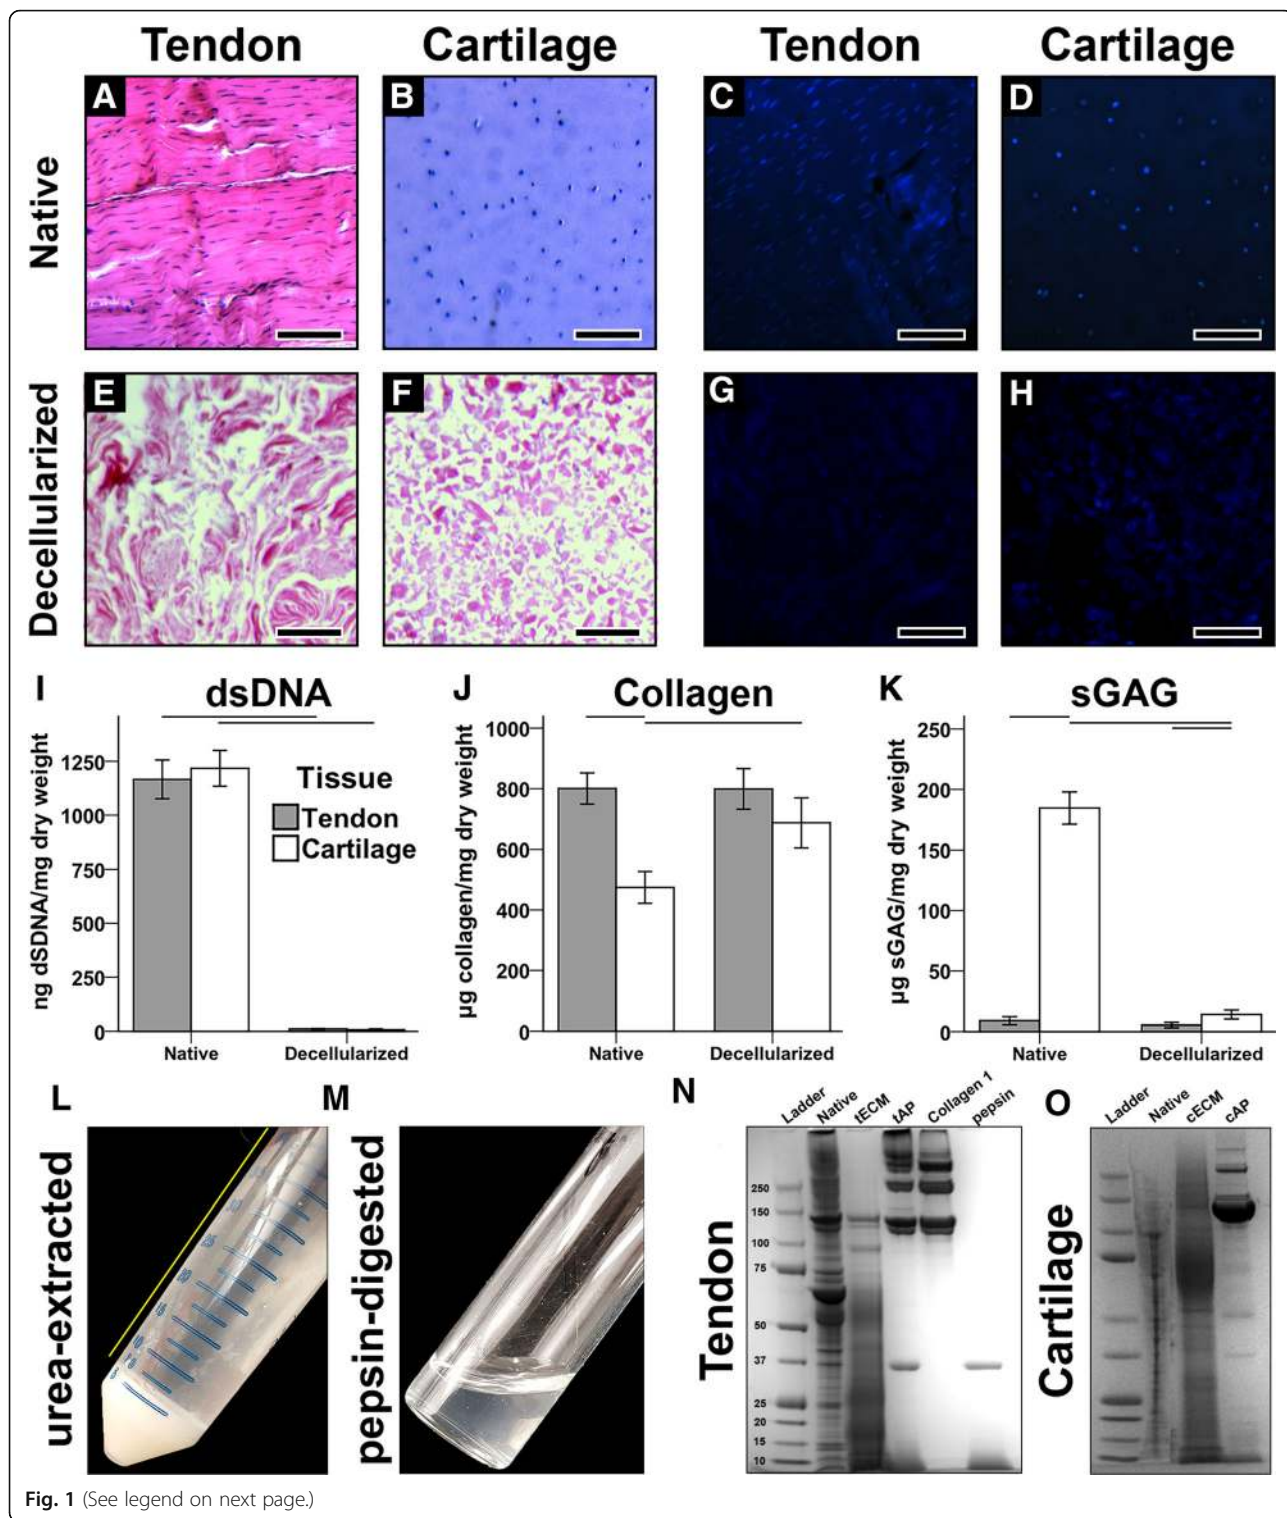 Tendon Cartilage Tendon Cartilage
Native
A B C D
Decellularized
E F G H
I dsDNA
ng dSDNA/mg dry weight
1250
1000
750
500
250
0
Tissue
Tendon
Cartilage
Native Decellularized
J Collagen
µg collagen/mg dry weight
1000
800
600
400
200
0
Native Decellularized
K sGAG
µg sGAG/mg dry weight
250
200
150
100
50
0
Native Decellularized
L
urea-extracted
M
pepsin-digested
N
Tendon
Ladder Native tECM tAP Collagen 1 pepsin
250
150
100
75
50
37
25
20
15
10
O
Cartilage
Ladder Native cECM cAP
Fig. 1 (See legend on next page.)